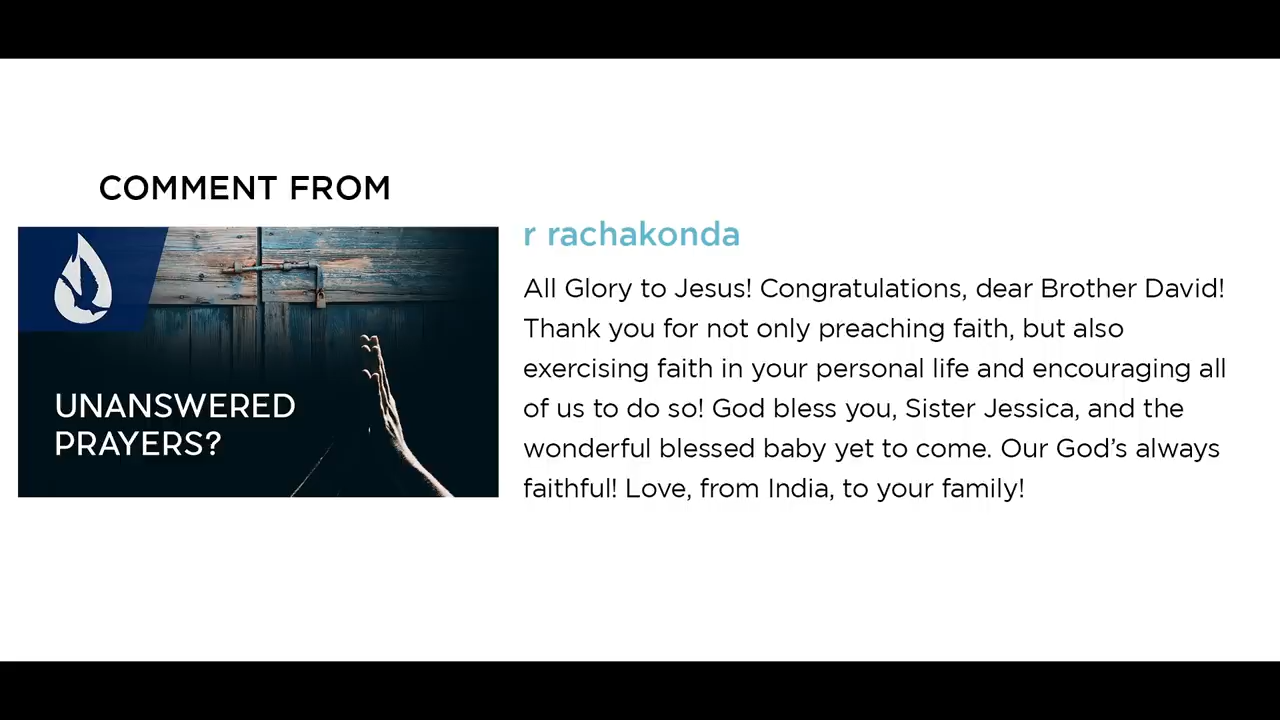 COMMENT FROM
UNANSWERED
PRAYERS?
r rachakonda
All Glory to Jesus! Congratulations, dear Brother David!
Thank you for not only preaching faith, but also
exercising faith in your personal life and encouraging all
of us to do so! God bless you, Sister Jessica, and the
wonderful blessed baby yet to come. Our God’s always
faithful! Love, from India, to your family!